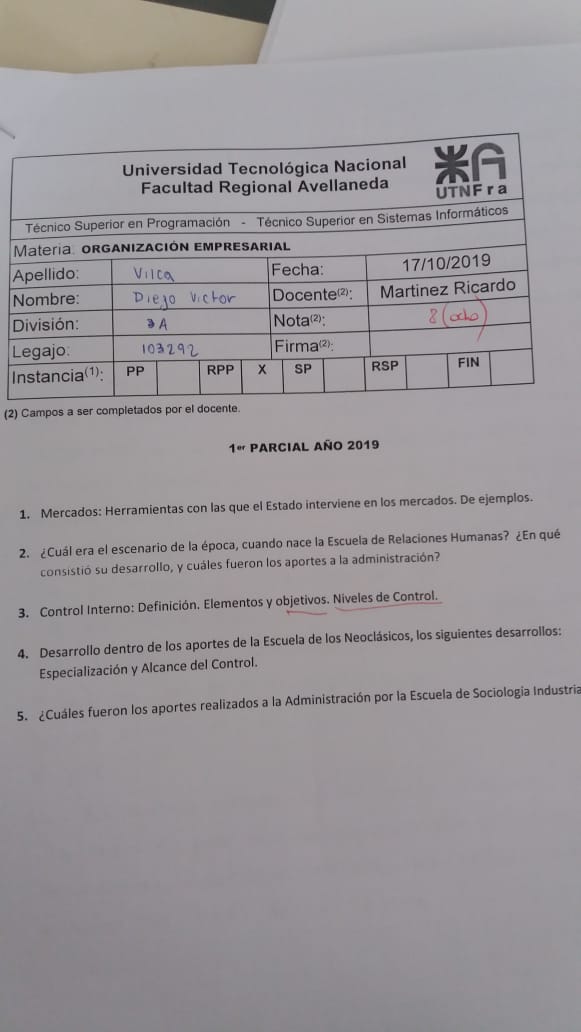 Universidad Tecnológica Nacional
Facultad Regional Avellaneda
UTNFra
Técnico Superior en Programación - Técnico Superior en Sistemas Informáticos
Materia: ORGANIZACIÓN EMPRESARIAL
Apellido: Vilca Fecha: 17/10/2019
Nombre: Diego Victor Docente(2): Martinez Ricardo
División: 3A Nota(2): 8 (ocho)
Legajo: 103292 Firma(2):
Instancia(1): PP RPP X SP RSP FIN
(2) Campos a ser completados por el docente.
1er PARCIAL AÑO 2019
1. Mercados: Herramientas con las que el Estado interviene en los mercados. De ejemplos.
2. ¿Cuál era el escenario de la época, cuando nace la Escuela de Relaciones Humanas? ¿En qué
consistió su desarrollo, y cuáles fueron los aportes a la administración?
3. Control Interno: Definición. Elementos y objetivos. Niveles de Control.
4. Desarrollo dentro de los aportes de la Escuela de los Neoclásicos, los siguientes desarrollos:
Especialización y Alcance del Control.
5. ¿Cuáles fueron los aportes realizados a la Administración por la Escuela de Sociología Industria